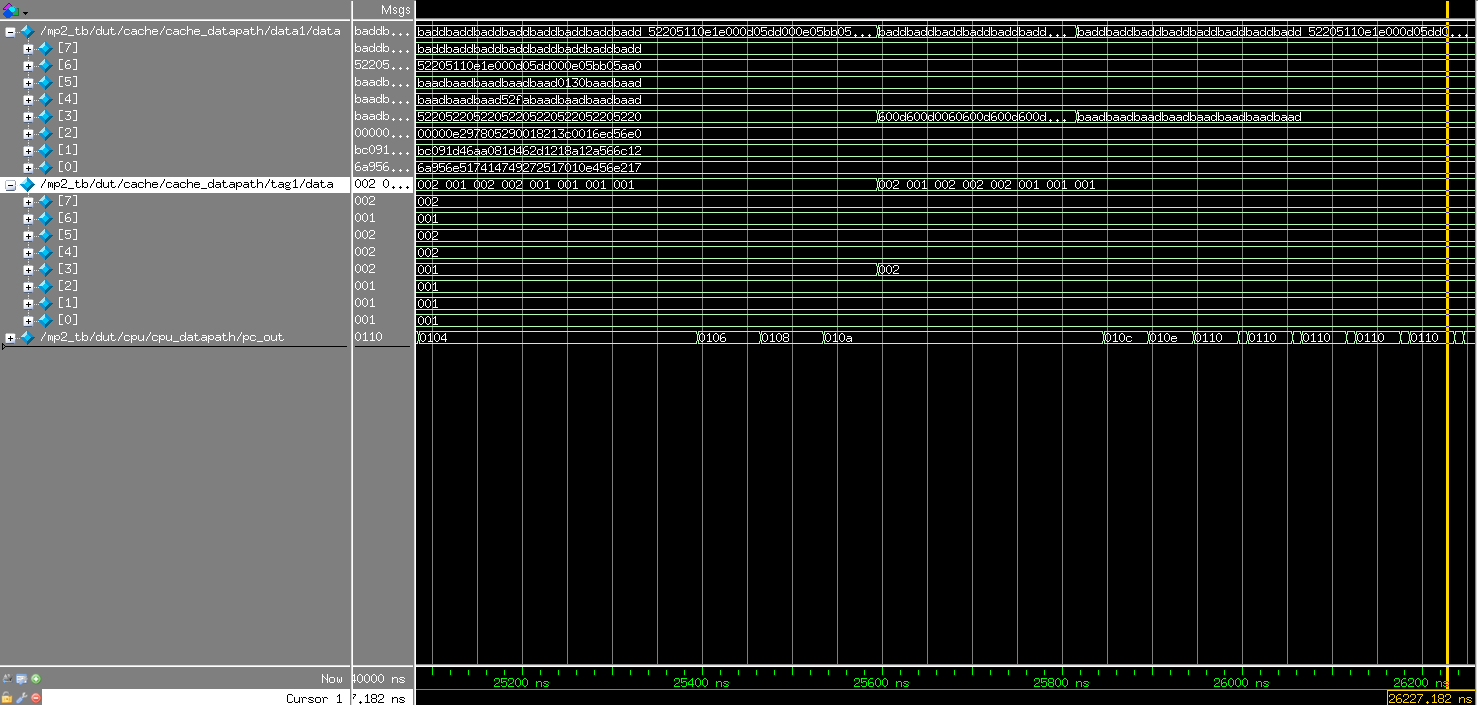 Msgs
/mp2_tb/dut/cache/cache_datapath/data1/data baddb... baddbaddbaddbaddbaddbaddbaddbadd 52205110e1e000d05dd000e05bb05... baddbaddbaddbaddbaddbadd... baddbaddbaddbaddbaddbaddbaddbadd 52205110e1e000d05dd0...
[7] baddb... baddbaddbaddbaddbaddbaddbaddbadd
[6] 52205... 52205110e1e000d05dd000e05bb05aa0
[5] baadb... baadbaadbaadbaadbaad0130baadbaad
[4] baadb... baadbaadbaad52fabaadbaadbaadbaad
[3] baadb... 52205220522052205220522052205220 600d600d0060600d600d600d... baadbaadbaadbaadbaadbaadbaadbaad
[2] 00000... 00000e297805290018213c0016ed56e0
[1] bc091... bc091d46aa081d462d1218a12a566c12
[0] 6a956... 6a956e517414749272517010e456e217
/mp2_tb/dut/cache/cache_datapath/tag1/data 002 0... 002 001 002 002 001 001 001 001 002 001 002 002 002 001 001 001
[7] 002 002
[6] 001 001
[5] 002 002
[4] 002 002
[3] 002 001 002
[2] 001 001
[1] 001 001
[0] 001 001
/mp2_tb/dut/cpu/cpu_datapath/pc_out 0110 0104 0106 0108 010a 010c 010e 0110 0110 0110 0110 0110
Now 40000 ns 25200 ns 25400 ns 25600 ns 25800 ns 26000 ns 26200 ns
Cursor 1 7.182 ns 26227.182 ns